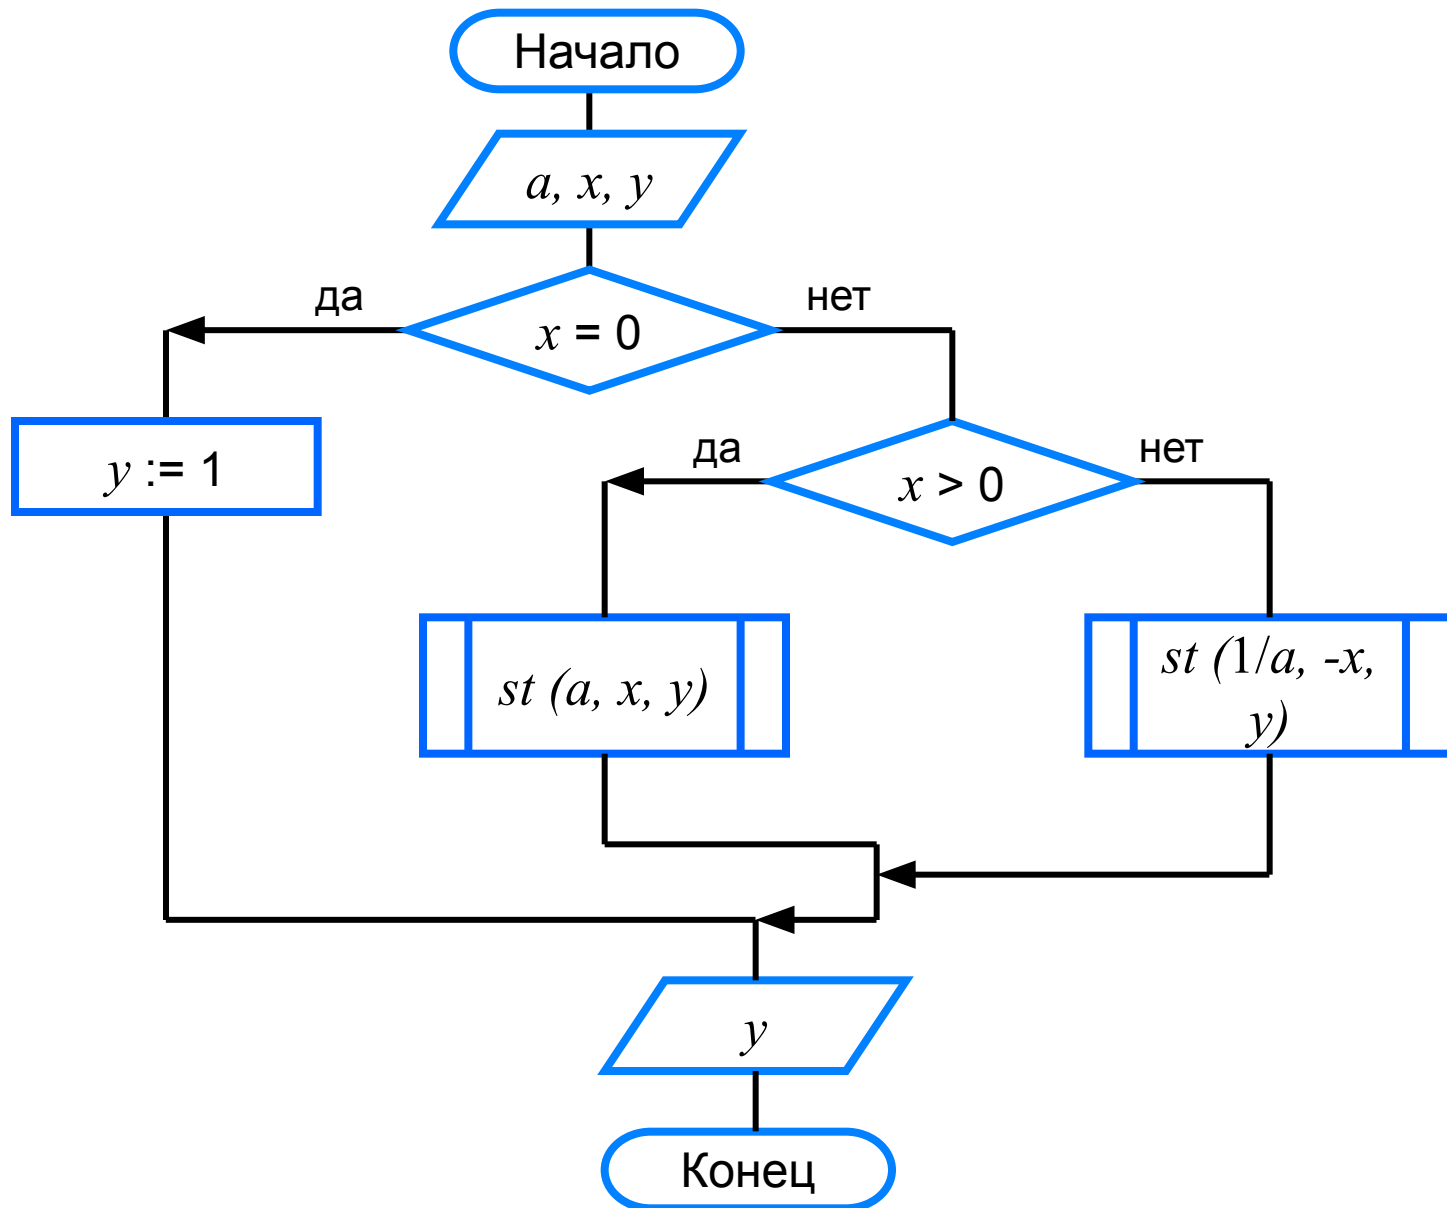 Начало
a, x, y
да
нет
x = 0
y := 1
да
нет
x > 0
st (a, x, y)
st (1/a, -x,
y)
y
Конец